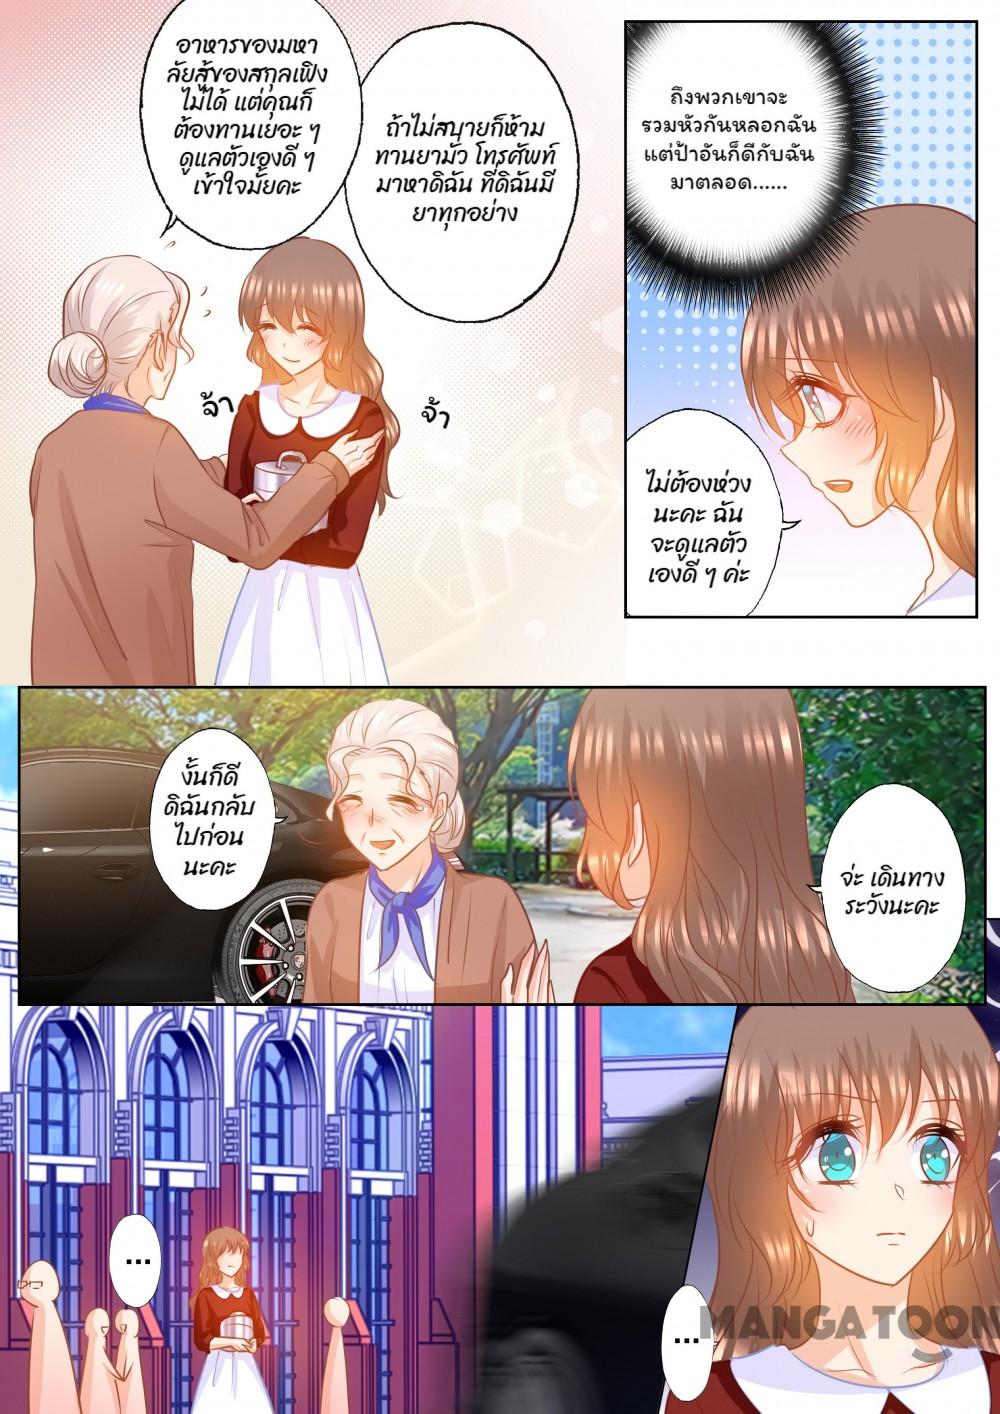 อาหารของมหา
ลัยสู้ของสกุลเฟิง
ไม่ได้ แต่คุณก็
ต้องทานเยอะ ๆ
ดูแลตัวเองดี ๆ
เข้าใจมั้ยคะ
ถ้าไม่สบายก็ห้าม
ทานยามั่ว โทรศัพท์
มาหาดิฉัน ที่ดิฉันมี
ยาทุกอย่าง
จ้า
จ้า
ถึงพวกเขาจะ
รวมหัวกันหลอกฉัน
แต่ป้าอันก็ดีกับฉัน
มาตลอด......
ไม่ต้องห่วง
นะคะ ฉัน
จะดูแลตัว
เองดี ๆ ค่ะ
งั้นก็ดี
ดิฉันกลับ
ไปก่อน
นะคะ
จ่ะ เดินทาง
ระวังนะคะ
...
...
MANGATOON